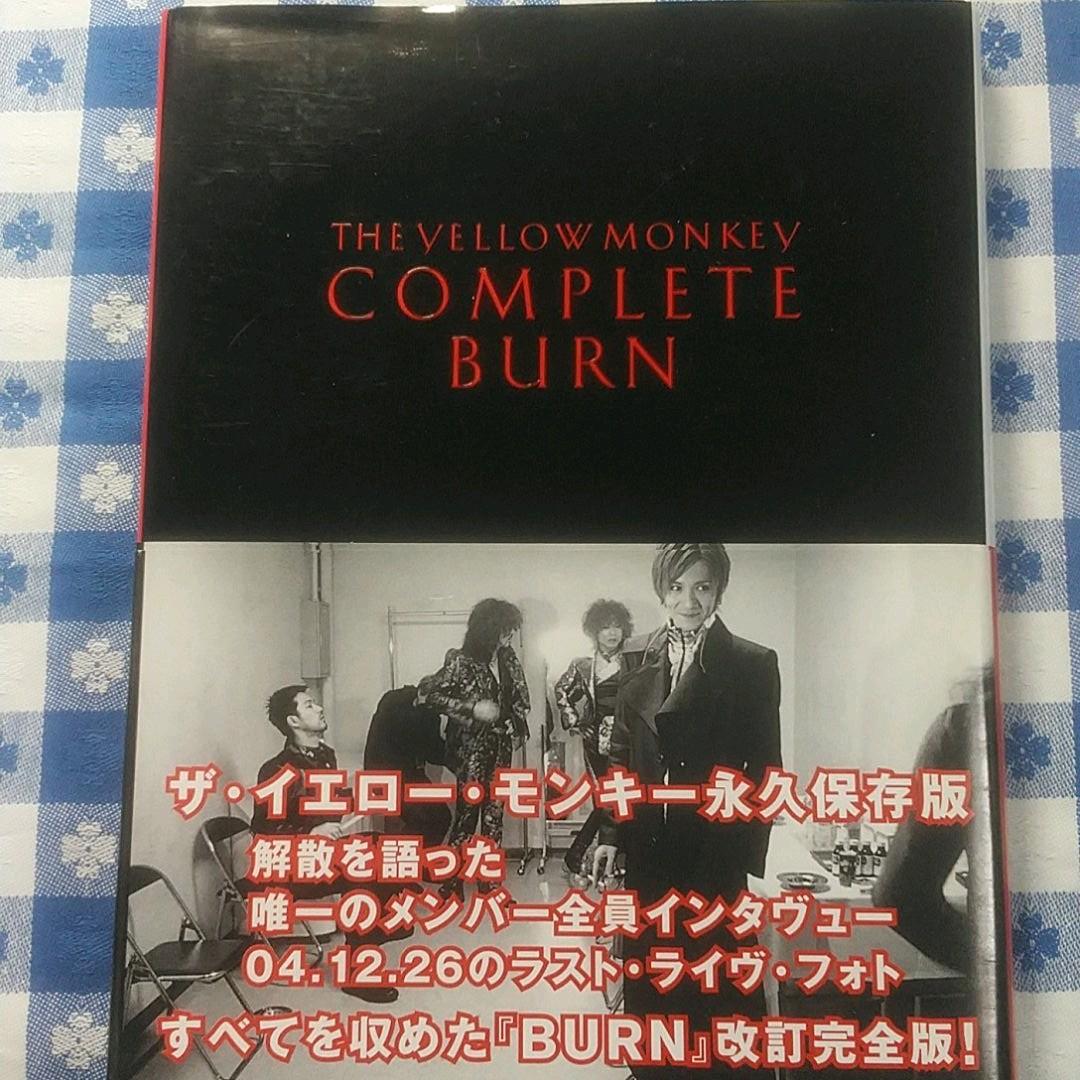 THE YELLOW MONKEY
COMPLETE
BURN
ザ・イエロー・モンキー永久保存版
解散を語った
唯一のメンバー全員インタヴュー
04.12.26のラスト・ライヴ・フォト
すべてを収めた『BURN』改訂完全版!